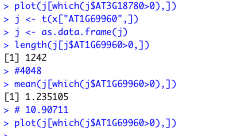 > plot(j[which(j$AT3G18780>0),])
> j <- t(x["AT1G69960",])
> j <- as.data.frame(j)
> length(j[j$AT1G69960>0,])
[1] 1242
> #4048
> mean(j[which(j$AT1G69960>0),])
[1] 1.235105
> # 10.90711
> plot(j[which(j$AT1G69960>0),])
>